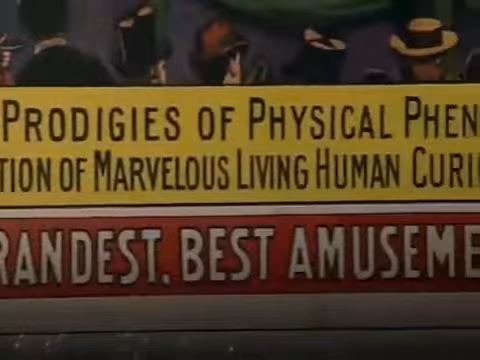 PRODIGIES OF PHYSICAL PHEN
TION OF MARVELOUS LIVING HUMAN CURI
RANDEST, BEST AMUSEME